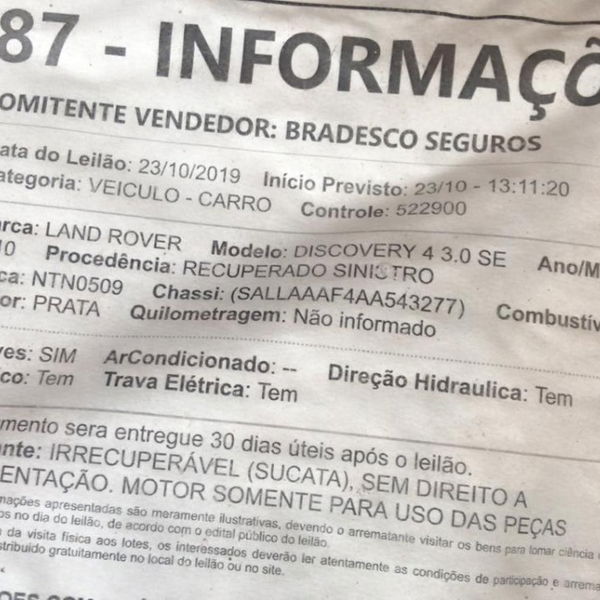 87 - INFORMAÇÕ
OMITENTE VENDEDOR: BRADESCO SEGUROS
ata do Leilão: 23/10/2019 Início Previsto: 23/10 - 13:11:20
ategoria: VEICULO - CARRO Controle: 522900
arca: LAND ROVER Modelo: DISCOVERY 4 3.0 SE Ano/M
10 Procedência: RECUPERADO SINISTRO
ca: NTN0509 Chassi: (SALLAAAF4AA543277) Combustív
or: PRATA Quilometragem: Não informado
ves: SIM ArCondicionado: -- Direção Hidraulica: Tem
ico: Tem Trava Elétrica: Tem
mento sera entregue 30 dias úteis após o leilão.
ante: IRRECUPERÁVEL (SUCATA), SEM DIREITO A
ENTAÇÃO. MOTOR SOMENTE PARA USO DAS PEÇAS
mações apresentadas são meramente ilustrativas, devendo o arrematante visitar os bens para tomar ciência
os no dia do leilão, de acordo com o edital público do leilão.
da visita física aos lotes, os interessados deverão ler atentamente as condições de participação e arrema
stribuído gratuitamente no local do leilão ou no site.